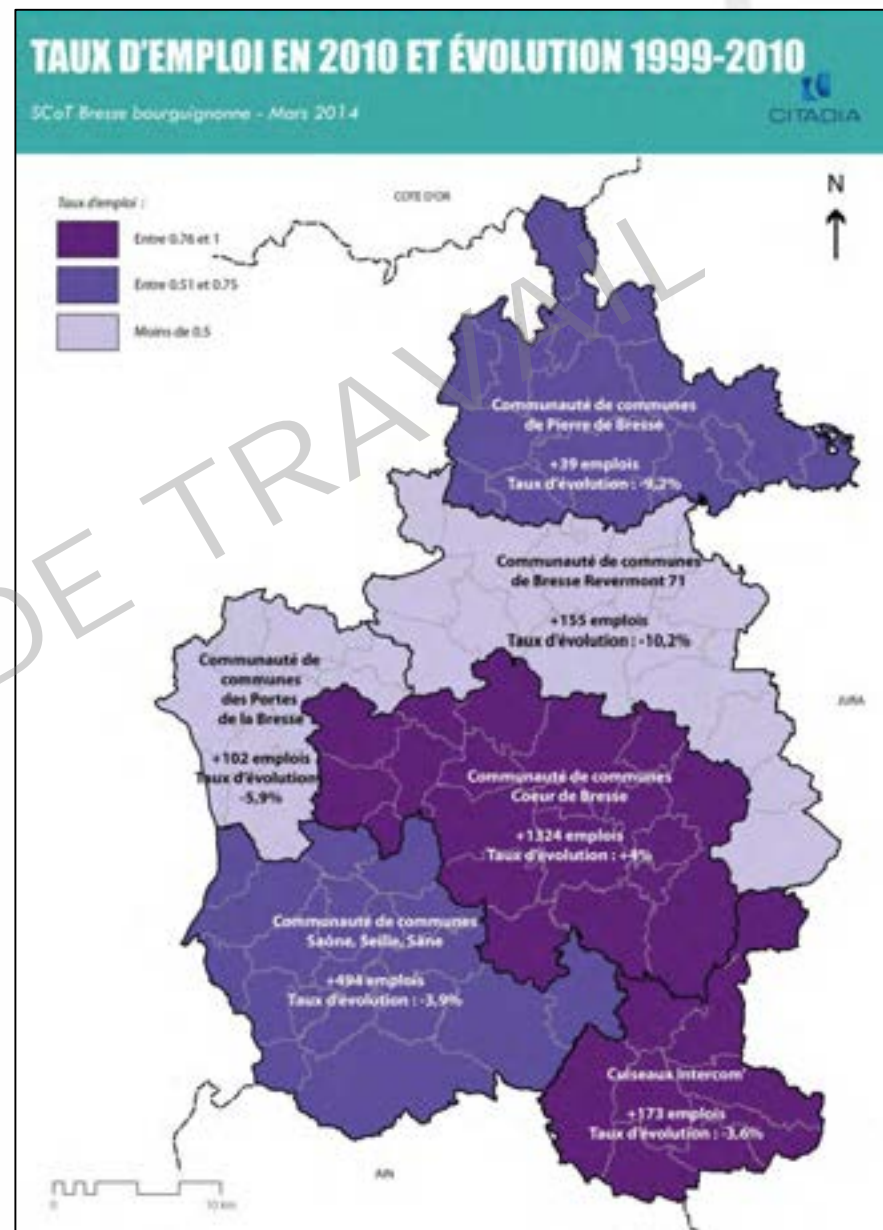 TAUX D'EMPLOI EN 2010 ET ÉVOLUTION 1999-2010
SCoT Bresse bourguignonne - Mars 2014
CITADIA
Taux d'emploi :
Entre 0.76 et 1
Entre 0.51 et 0.75
Moins de 0.5
COTE D'OR
N
Communauté de communes
de Pierre de Bresse
+39 emplois
Taux d'évolution : -9,2%
Communauté de communes
de Bresse Revermont 71
+155 emplois
Taux d'évolution : -10,2%
Communauté de
communes
des Portes
de la Bresse
+102 emplois
Taux d'évolution :
-5,9%
JURA
Communauté de communes
Coeur de Bresse
+1324 emplois
Taux d'évolution : +4%
Communauté de communes
Saône, Seille, Sâne
+494 emplois
Taux d'évolution : -3,9%
Cuiseaux Intercom'
+173 emplois
Taux d'évolution : -3,6%
AIN
0 10 km
DE TRAVAIL